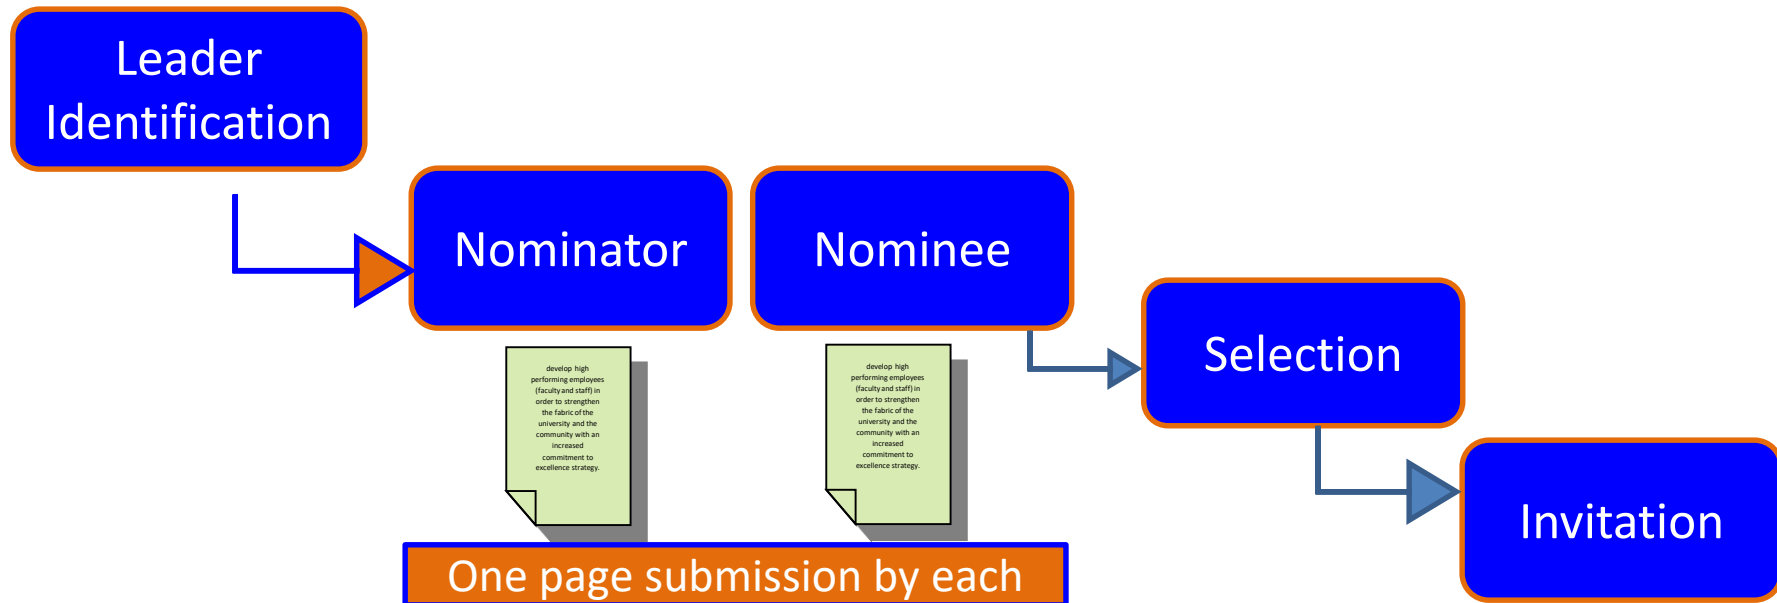 Leader
Identification
Nominator
Nominee
Selection
Invitation
develop high
performing employees
(faculty and staff) in
order to strengthen
the fabric of the
university and the
community with an
increased
commitment to
excellence strategy.
develop high
performing employees
(faculty and staff) in
order to strengthen
the fabric of the
university and the
community with an
increased
commitment to
excellence strategy.
One page submission by each